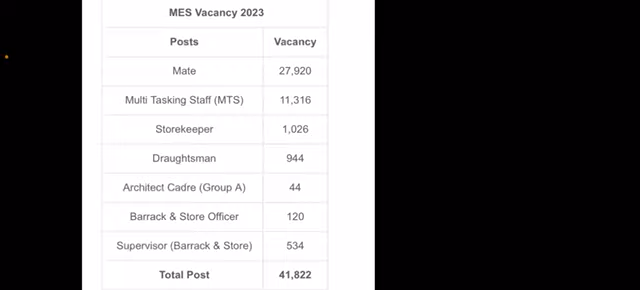 MES Vacancy 2023
Posts Vacancy
Mate 27,920
Multi Tasking Staff (MTS) 11,316
Storekeeper 1,026
Draughtsman 944
Architect Cadre (Group A) 44
Barrack & Store Officer 120
Supervisor (Barrack & Store) 534
Total Post 41,822